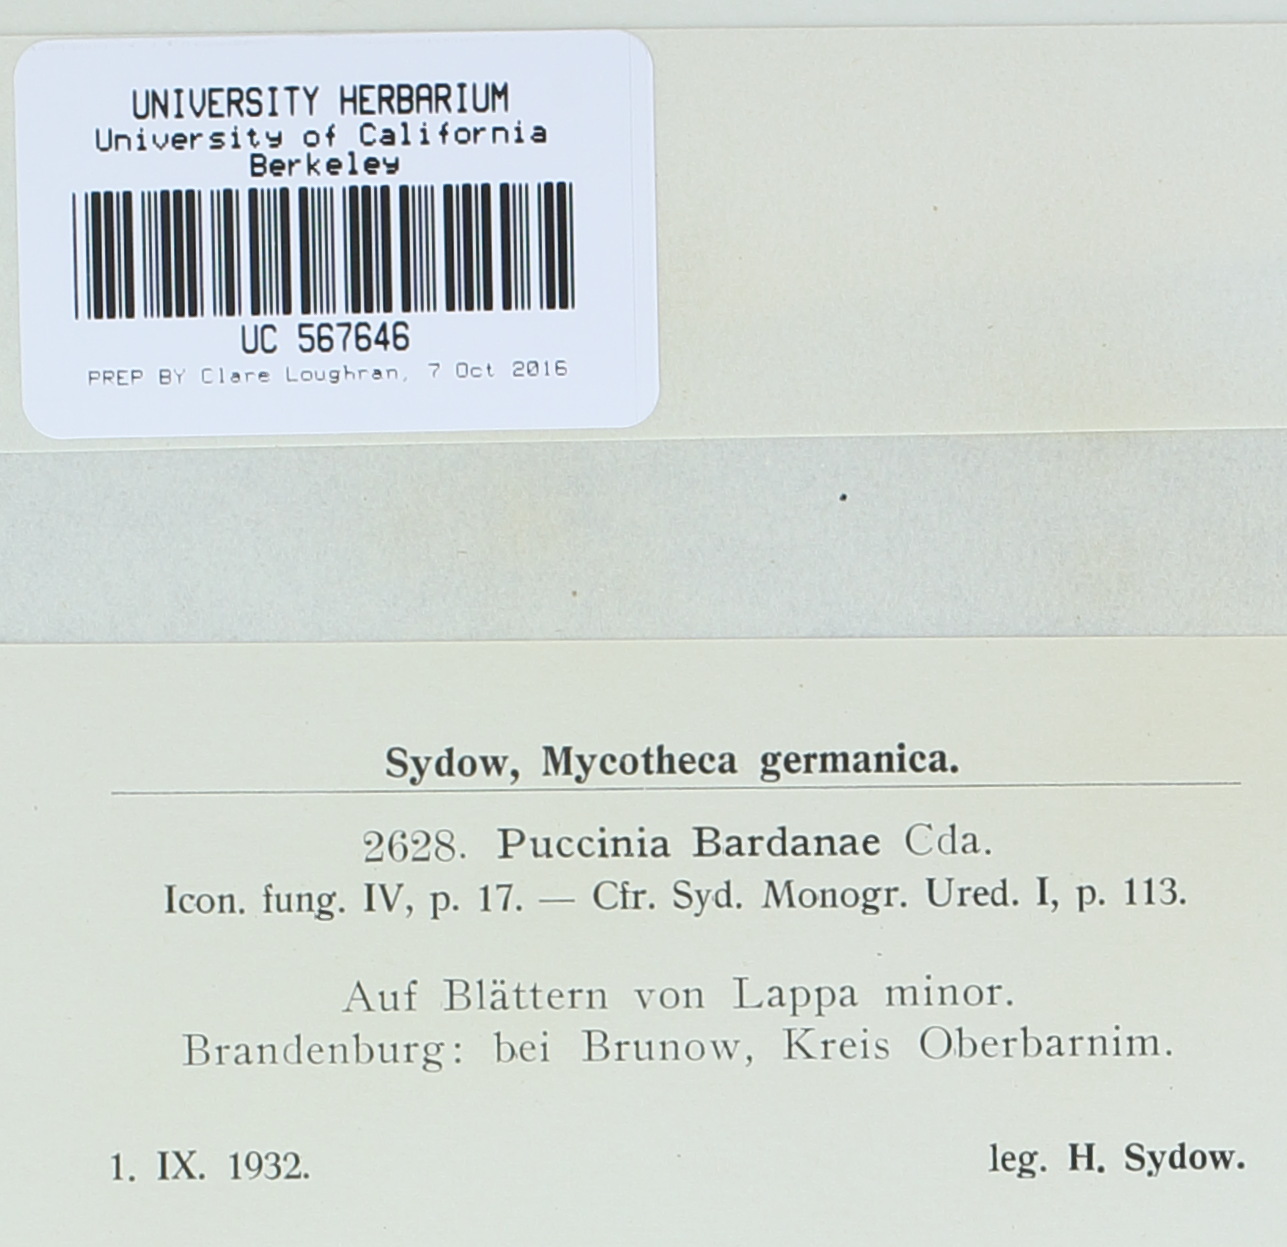 UNIVERSITY HERBARIUM
University of California
Berkeley
UC 567646
PREP BY Clare Loughran, 7 Oct 2016
Sydow, Mycotheca germanica.
2628. Puccinia Bardanae Cda.
Icon. fung. IV, p. 17. — Cfr. Syd. Monogr. Ured. I, p. 113.
Auf Blättern von Lappa minor.
Brandenburg: bei Brunow, Kreis Oberbarnim.
1. IX. 1932. leg. H. Sydow.